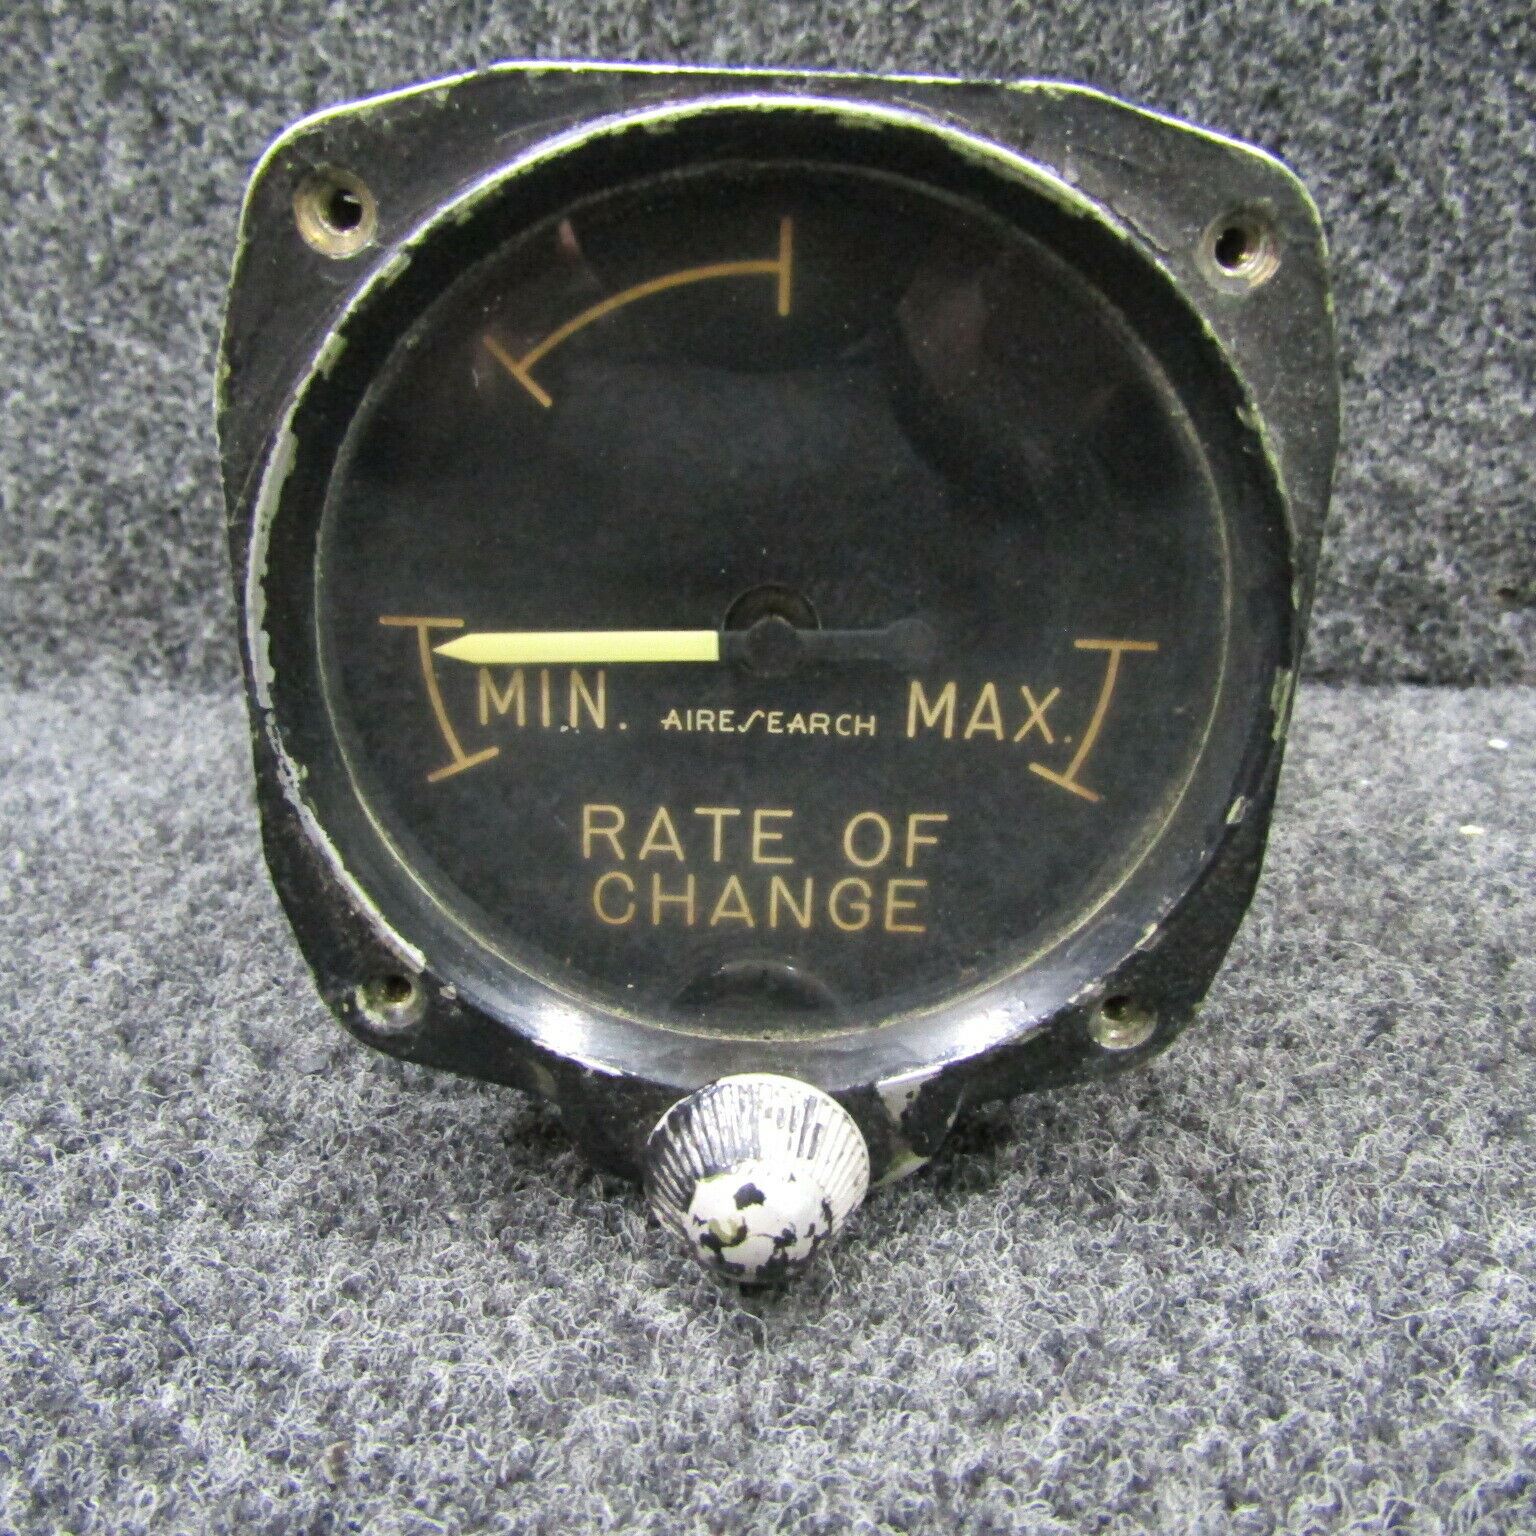 MIN. AIRESEARCH MAX.
RATE OF
CHANGE